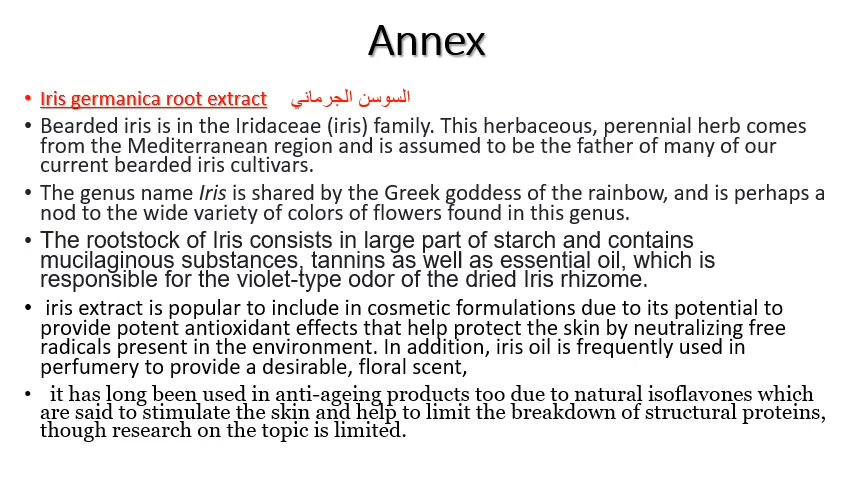 Annex
• Iris germanica root extract السوسن الجرماني
• Bearded iris is in the Iridaceae (iris) family. This herbaceous, perennial herb comes
from the Mediterranean region and is assumed to be the father of many of our
current bearded iris cultivars.
• The genus name Iris is shared by the Greek goddess of the rainbow, and is perhaps a
nod to the wide variety of colors of flowers found in this genus.
• The rootstock of Iris consists in large part of starch and contains
mucilaginous substances, tannins as well as essential oil, which is
responsible for the violet-type odor of the dried Iris rhizome.
• iris extract is popular to include in cosmetic formulations due to its potential to
provide potent antioxidant effects that help protect the skin by neutralizing free
radicals present in the environment. In addition, iris oil is frequently used in
perfumery to provide a desirable, floral scent,
• it has long been used in anti-ageing products too due to natural isoflavones which
are said to stimulate the skin and help to limit the breakdown of structural proteins,
though research on the topic is limited.